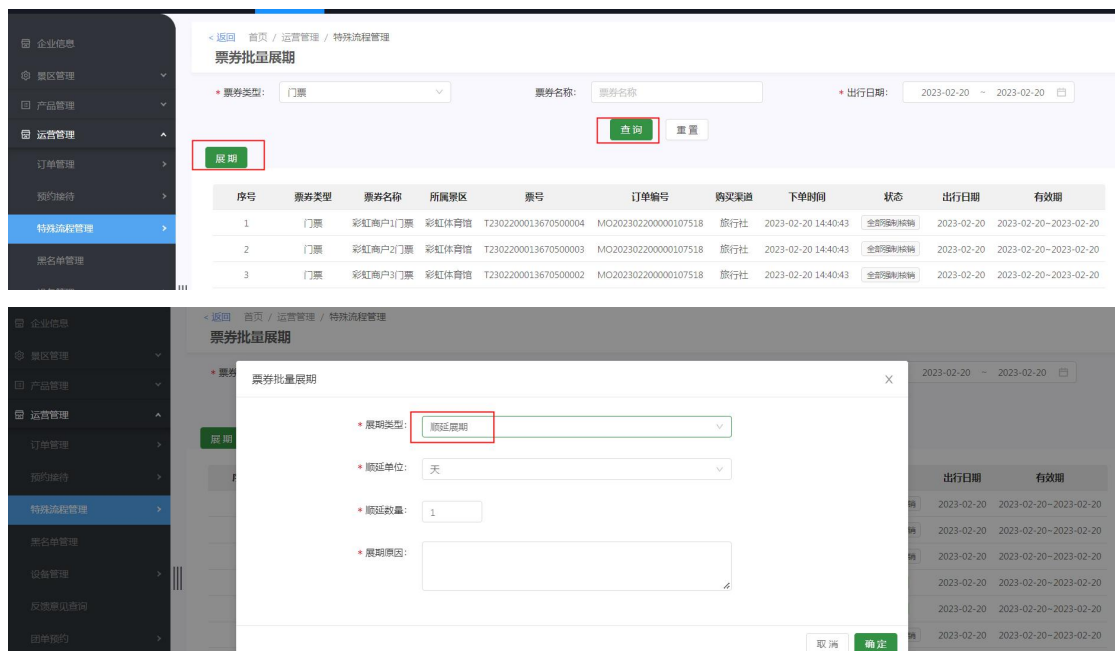 企业信息
景区管理
产品管理
运营管理
订单管理
预约接待
特殊流程管理
黑名单管理
< 返回 首页 / 运营管理 / 特殊流程管理
票券批量展期
* 票券类型: 门票 票券名称: 票券名称 * 出行日期: 2023-02-20 ~ 2023-02-20
查询 重置
展期
序号 票券类型 票券名称 所属景区 票号 订单编号 购买渠道 下单时间 状态 出行日期 有效期
1 门票 彩虹商户1门票 彩虹体育馆 T2302200013670500004 MO202302200000107518 旅行社 2023-02-20 14:40:43 全部强制核销 2023-02-20 2023-02-20~2023-02-20
2 门票 彩虹商户2门票 彩虹体育馆 T2302200013670500003 MO202302200000107518 旅行社 2023-02-20 14:40:43 全部强制核销 2023-02-20 2023-02-20~2023-02-20
3 门票 彩虹商户3门票 彩虹体育馆 T2302200013670500002 MO202302200000107518 旅行社 2023-02-20 14:40:43 全部强制核销 2023-02-20 2023-02-20~2023-02-20
企业信息
景区管理
产品管理
运营管理
订单管理
预约接待
特殊流程管理
黑名单管理
设备管理
反馈意见查询
团单预约
< 返回 首页 / 运营管理 / 特殊流程管理
票券批量展期
* 票券
2023-02-20 ~ 2023-02-20
展期
出行日期 有效期
销 2023-02-20 2023-02-20~2023-02-20
销 2023-02-20 2023-02-20~2023-02-20
销 2023-02-20 2023-02-20~2023-02-20
2023-02-20 2023-02-20~2023-02-20
2023-02-20 2023-02-20~2023-02-20
销 2023-02-20 2023-02-20~2023-02-20
票券批量展期
* 展期类型: 顺延展期
* 顺延单位: 天
* 顺延数量: 1
* 展期原因:
取消 确定